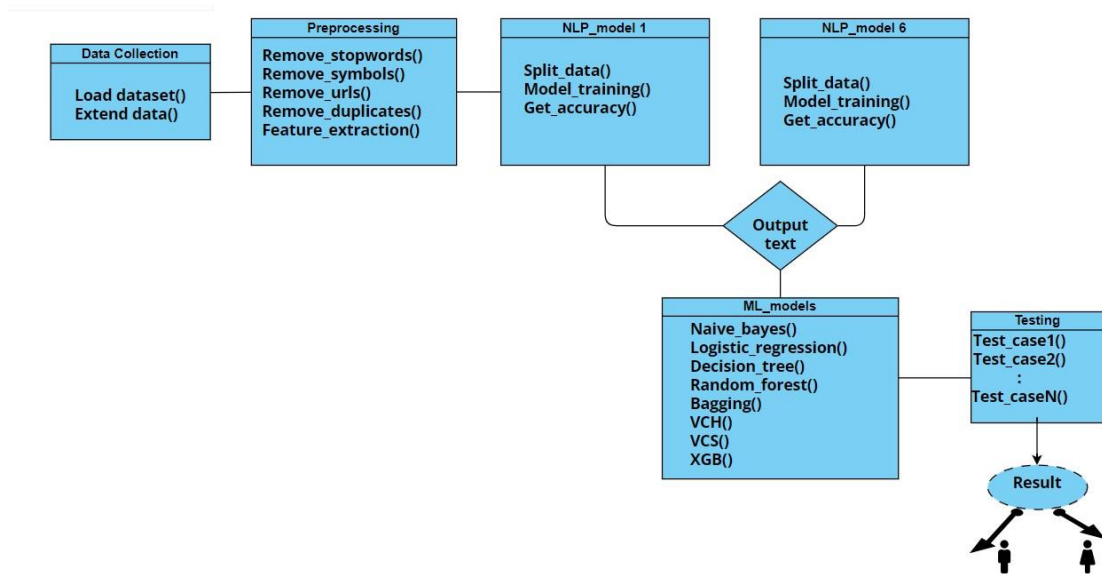 Data Collection
Load dataset()
Extend data()
Preprocessing
Remove_stopwords()
Remove_symbols()
Remove_urls()
Remove_duplicates()
Feature_extraction()
NLP_model 1
Split_data()
Model_training()
Get_accuracy()
NLP_model 6
Split_data()
Model_training()
Get_accuracy()
Output
text
ML_models
Naive_bayes()
Logistic_regression()
Decision_tree()
Random_forest()
Bagging()
VCH()
VCS()
XGB()
Testing
Test_case1()
Test_case2()
:
Test_caseN()
Result